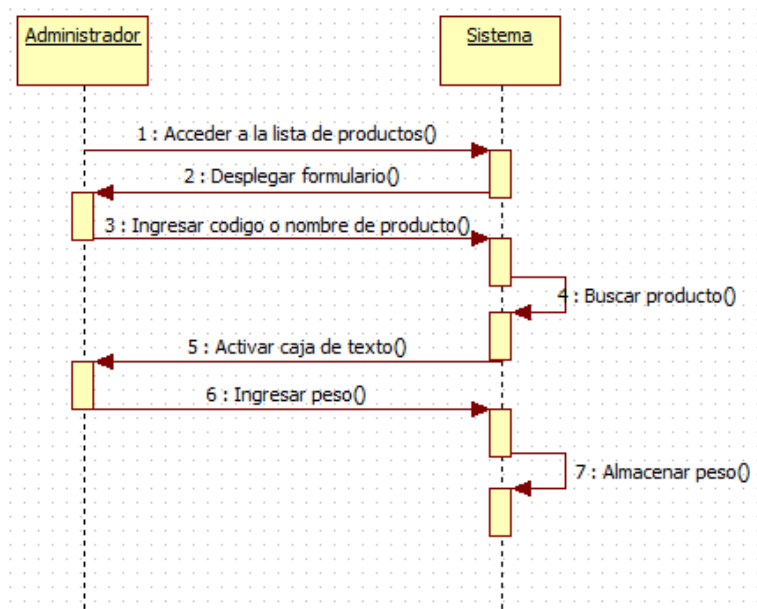 Administrador
Sistema
1 : Acceder a la lista de productos()
2 : Desplegar formulario()
3 : Ingresar codigo o nombre de producto()
4 : Buscar producto()
5 : Activar caja de texto()
6 : Ingresar peso()
7 : Almacenar peso()